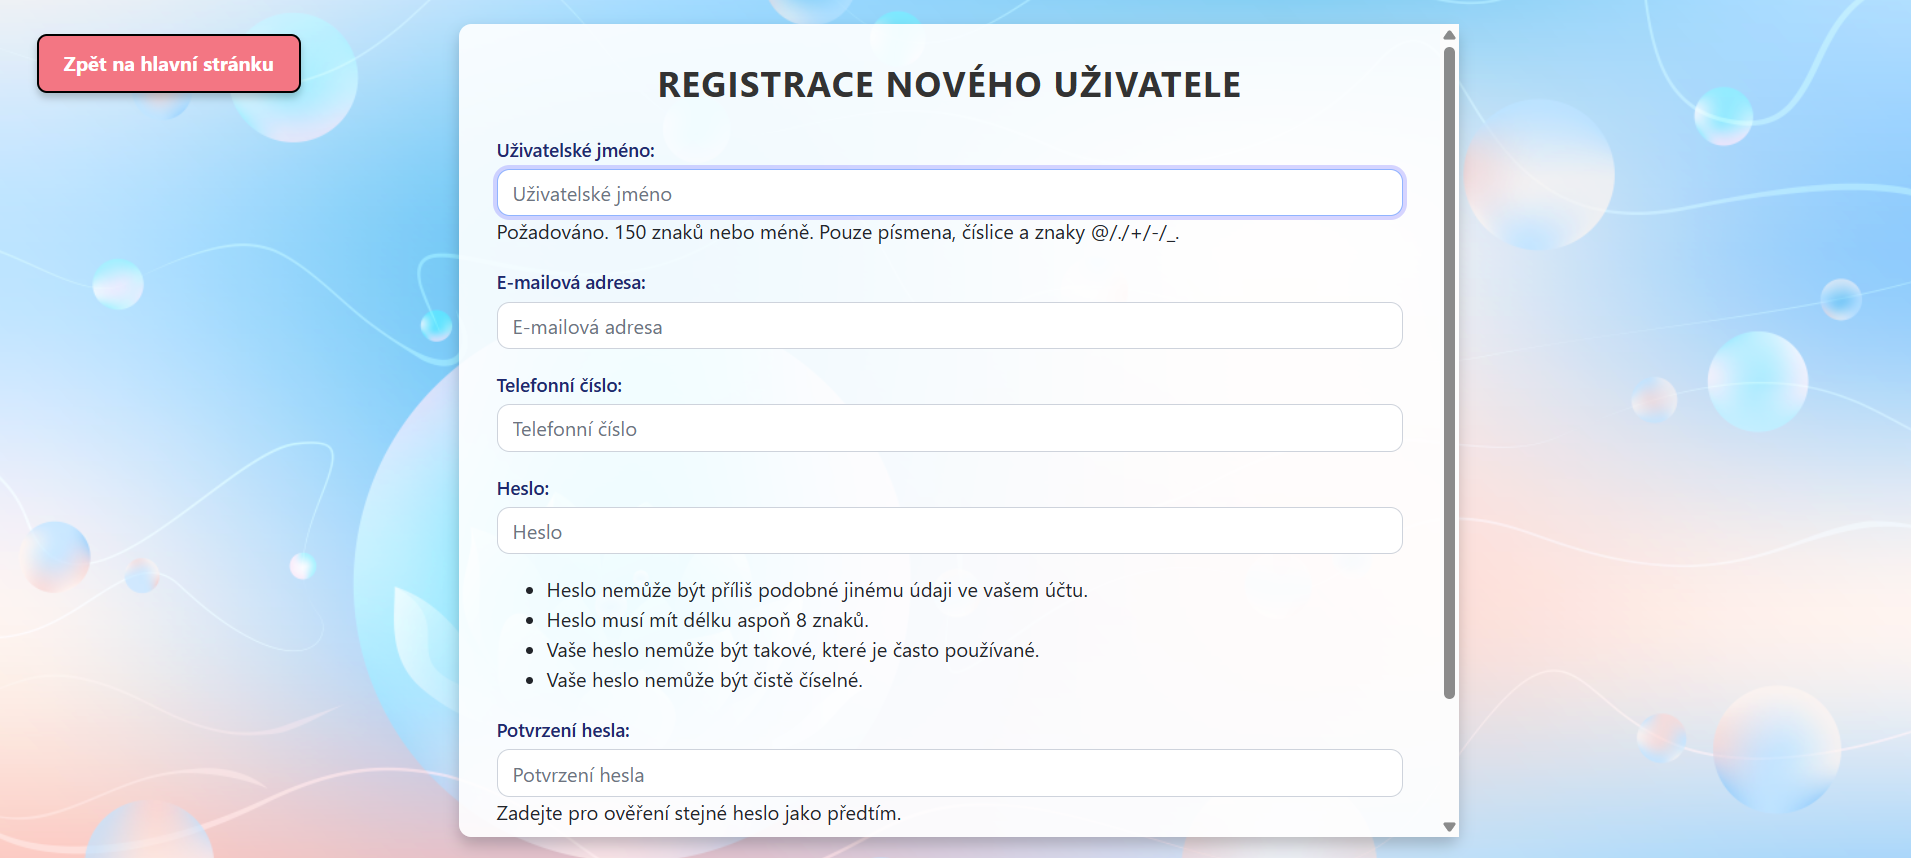 Zpět na hlavní stránku
REGISTRACE NOVÉHO UŽIVATELE
Uživatelské jméno:
Uživatelské jméno
Požadováno. 150 znaků nebo méně. Pouze písmena, číslice a znaky @/./+/-/_.
E-mailová adresa:
E-mailová adresa
Telefonní číslo:
Telefonní číslo
Heslo:
Heslo
• Heslo nemůže být příliš podobné jinému údaji ve vašem účtu.
• Heslo musí mít délku aspoň 8 znaků.
• Vaše heslo nemůže být takové, které je často používané.
• Vaše heslo nemůže být čistě číselné.
Potvrzení hesla:
Potvrzení hesla
Zadejte pro ověření stejné heslo jako předtím.